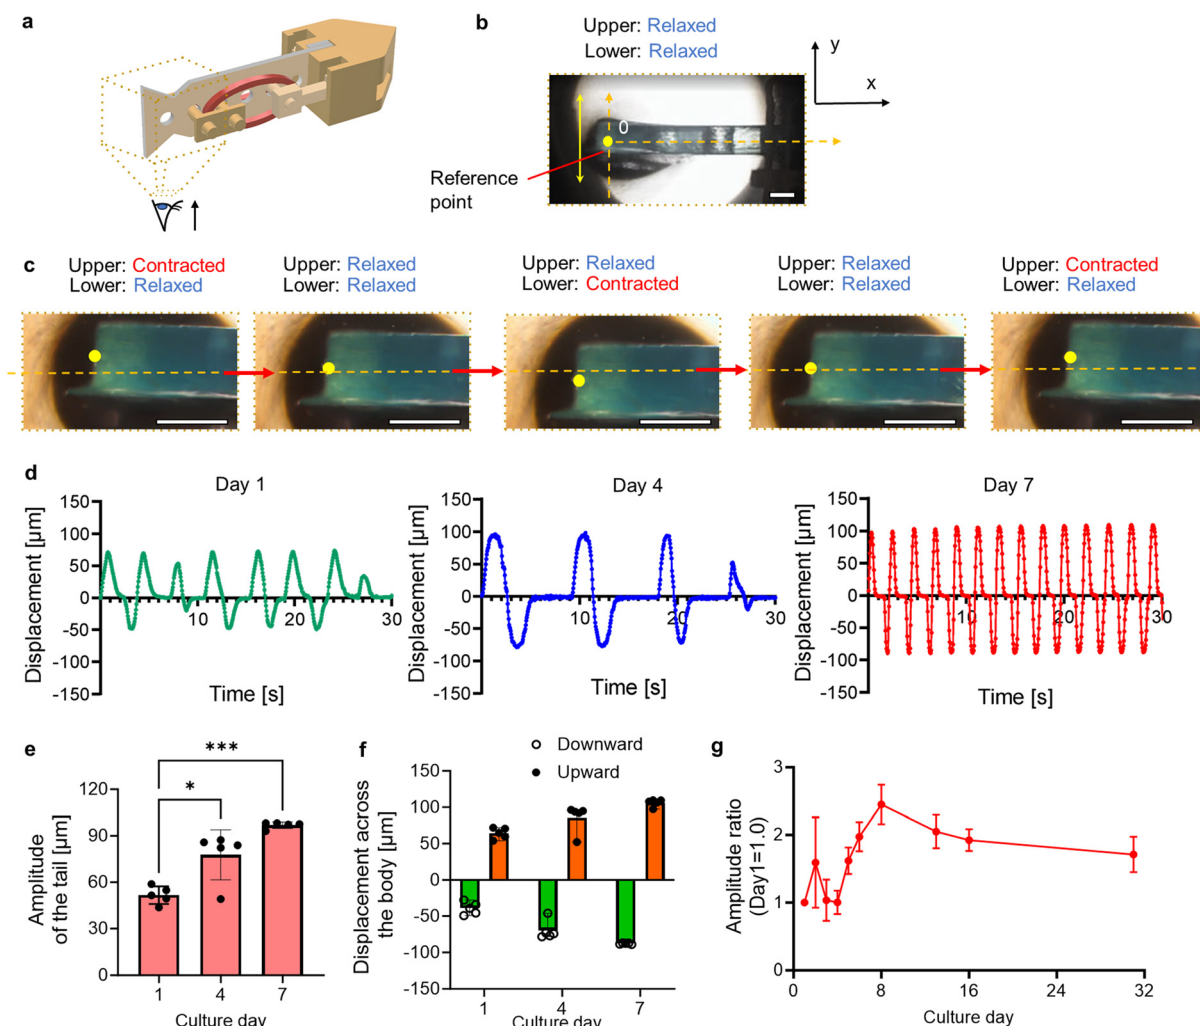 a
b
Upper: Relaxed
Lower: Relaxed
y
x
0
Reference
point
c
Upper: Contracted
Lower: Relaxed
Upper: Relaxed
Lower: Relaxed
Upper: Relaxed
Lower: Contracted
Upper: Relaxed
Lower: Relaxed
Upper: Contracted
Lower: Relaxed
d
Day 1
Displacement [µm]
150
100
50
0
-50
-100
-150
10
20
30
Time [s]
Day 4
Displacement [µm]
150
100
50
0
-50
-100
-150
10
20
30
Time [s]
Day 7
Displacement [µm]
150
100
50
0
-50
-100
-150
10
20
30
Time [s]
e
***
*
Amplitude
of the tail [µm]
120
90
60
30
0
1
4
7
Culture day
f
Downward
Upward
Displacement across
the body [µm]
150
100
50
0
-50
-100
-150
1
4
7
Culture day
g
Amplitude ratio
(Day1=1.0)
3
2
1
0
0
8
16
24
32
Culture day